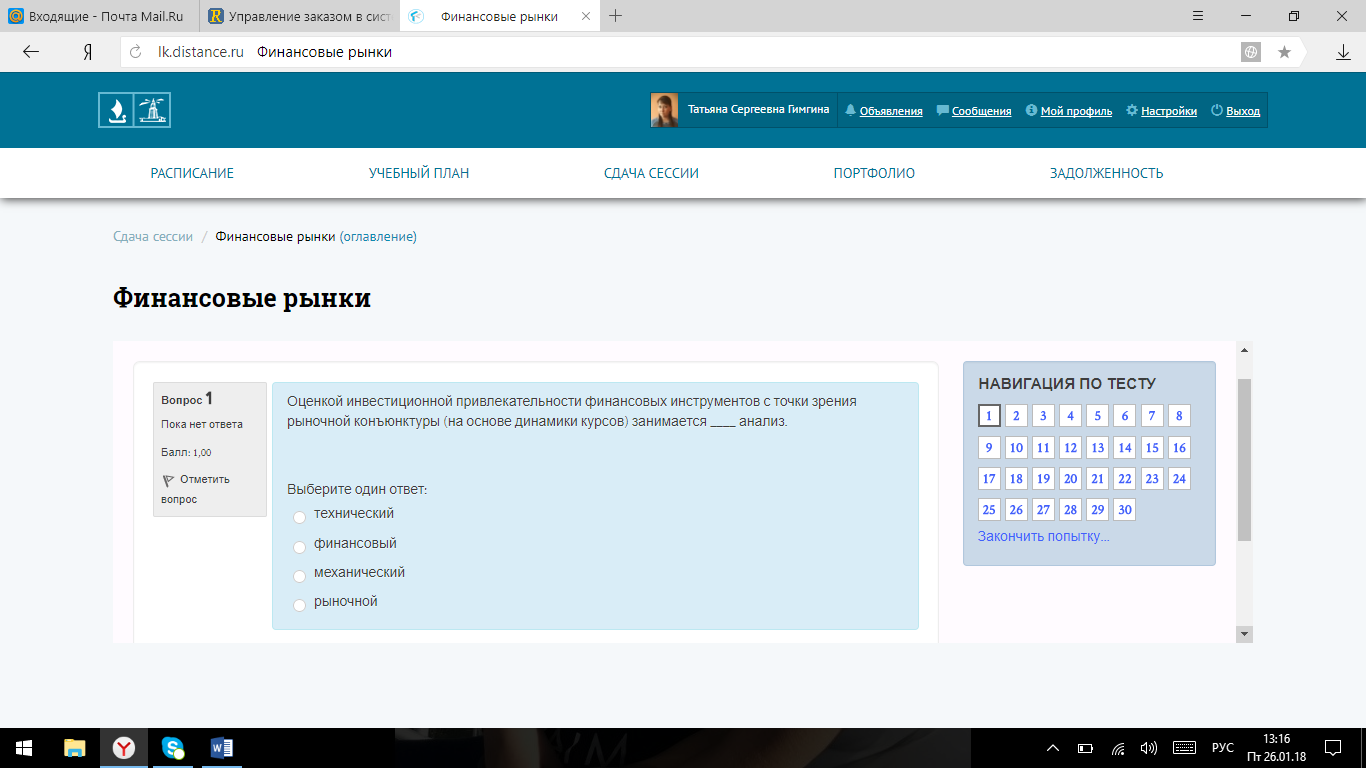 Входящие - Почта Mail.Ru
Управление заказом в сист
Финансовые рынки
lk.distance.ru Финансовые рынки
Татьяна Сергеевна Гимгина Объявления Сообщения Мой профиль Настройки Выход
РАСПИСАНИЕ УЧЕБНЫЙ ПЛАН СДАЧА СЕССИИ ПОРТФОЛИО ЗАДОЛЖЕННОСТЬ
Сдача сессии / Финансовые рынки (оглавление)
Финансовые рынки
Вопрос 1
Пока нет ответа
Балл: 1,00
Отметить
вопрос
Оценкой инвестиционной привлекательности финансовых инструментов с точки зрения
рыночной конъюнктуры (на основе динамики курсов) занимается ____ анализ.
Выберите один ответ:
технический
финансовый
механический
рыночной
НАВИГАЦИЯ ПО ТЕСТУ
1 2 3 4 5 6 7 8
9 10 11 12 13 14 15 16
17 18 19 20 21 22 23 24
25 26 27 28 29 30
Закончить попытку...
РУС
13:16
Пт 26.01.18